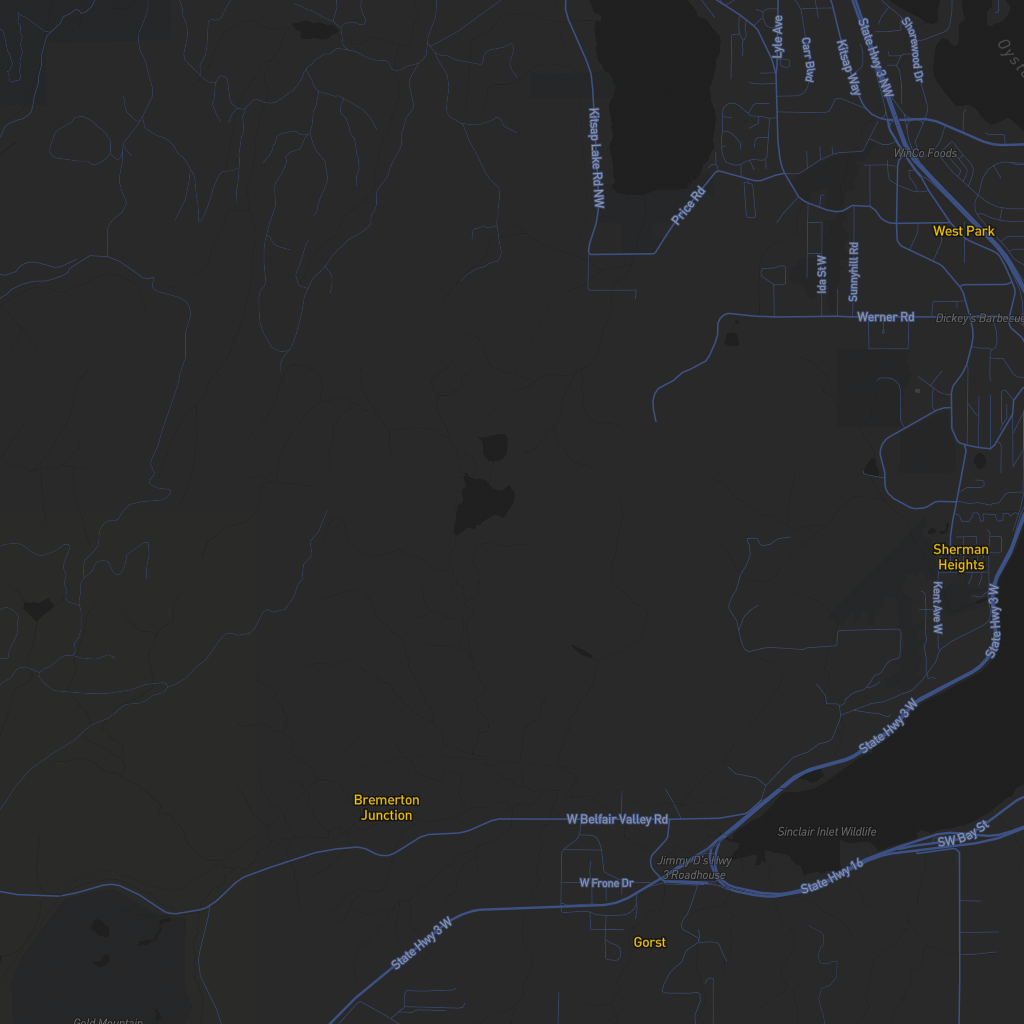 Lyle Ave
Carr Blvd
Kitsap Way
State Hwy 3 NW
Shorewood Dr
Kitsap Lake Rd NW
WinCo Foods
Price Rd
West Park
Ida St W
Sunnyhill Rd
Werner Rd
Dickey's Barbecue
Sherman
Heights
Kent Ave W
State Hwy 3 W
State Hwy 3 W
Bremerton
Junction
W Belfair Valley Rd
Sinclair Inlet Wildlife
SW Bay St
Jimmy D's Hwy
3 Roadhouse
State Hwy 16
W Frone Dr
State Hwy 3 W
Gorst
Gold Mountain